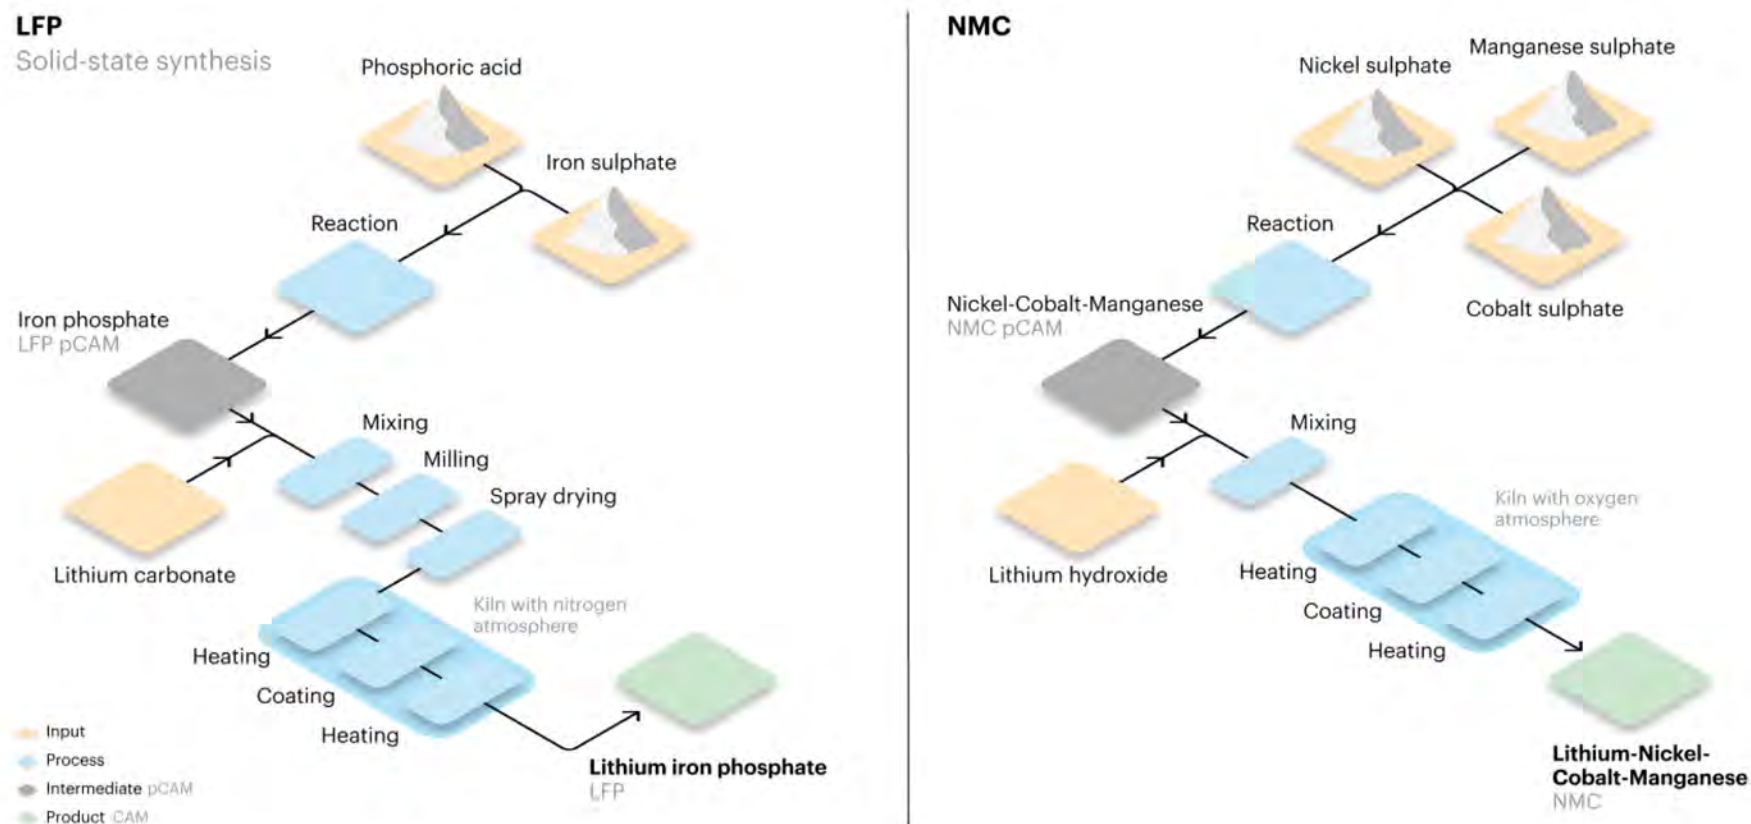 LFP
Solid-state synthesis
Phosphoric acid
Iron sulphate
Reaction
Iron phosphate
LFP pCAM
Mixing
Milling
Spray drying
Lithium carbonate
Kiln with nitrogen
atmosphere
Heating
Coating
Heating
Lithium iron phosphate
LFP
Input
Process
Intermediate pCAM
Product CAM
NMC
Manganese sulphate
Nickel sulphate
Reaction
Cobalt sulphate
Nickel-Cobalt-Manganese
NMC pCAM
Mixing
Kiln with oxygen
atmosphere
Lithium hydroxide
Heating
Coating
Heating
Lithium-Nickel-
Cobalt-Manganese
NMC